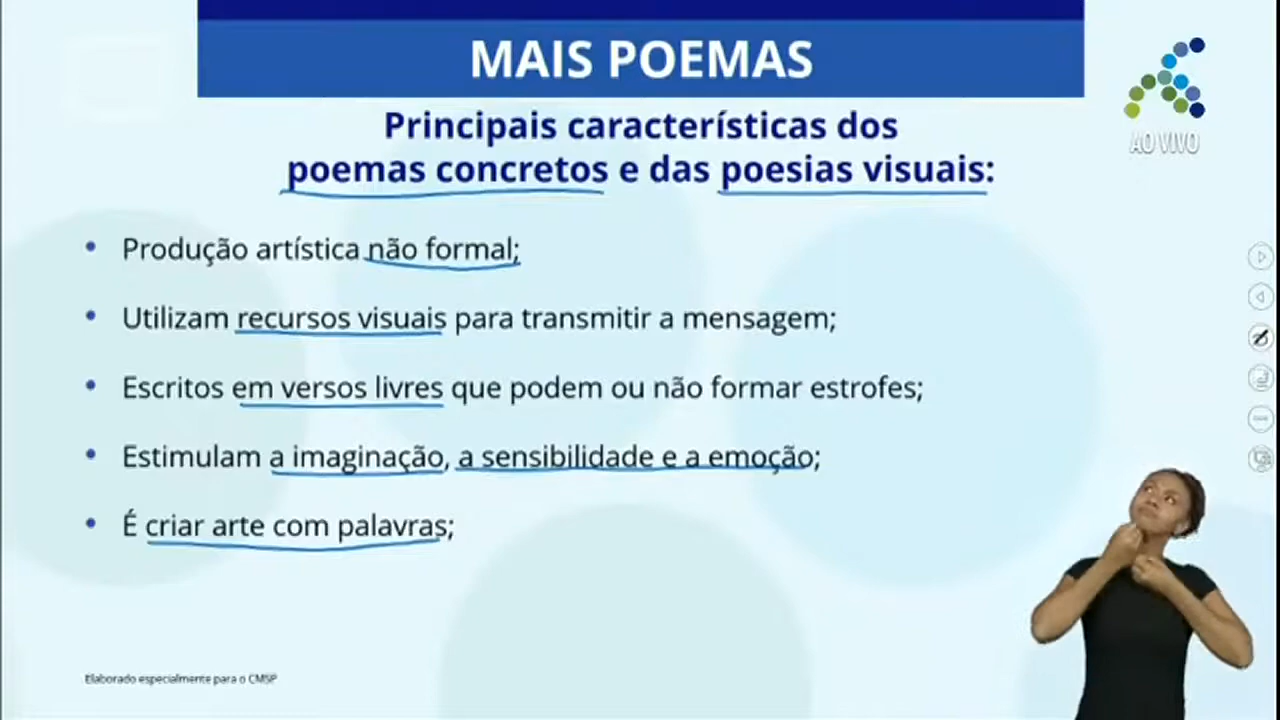 MAIS POEMAS
AO VIVO
Principais características dos
poemas concretos e das poesias visuais:
• Produção artística não formal;
• Utilizam recursos visuais para transmitir a mensagem;
• Escritos em versos livres que podem ou não formar estrofes;
• Estimulam a imaginação, a sensibilidade e a emoção;
• É criar arte com palavras;
Elaborado especialmente para o CMSP